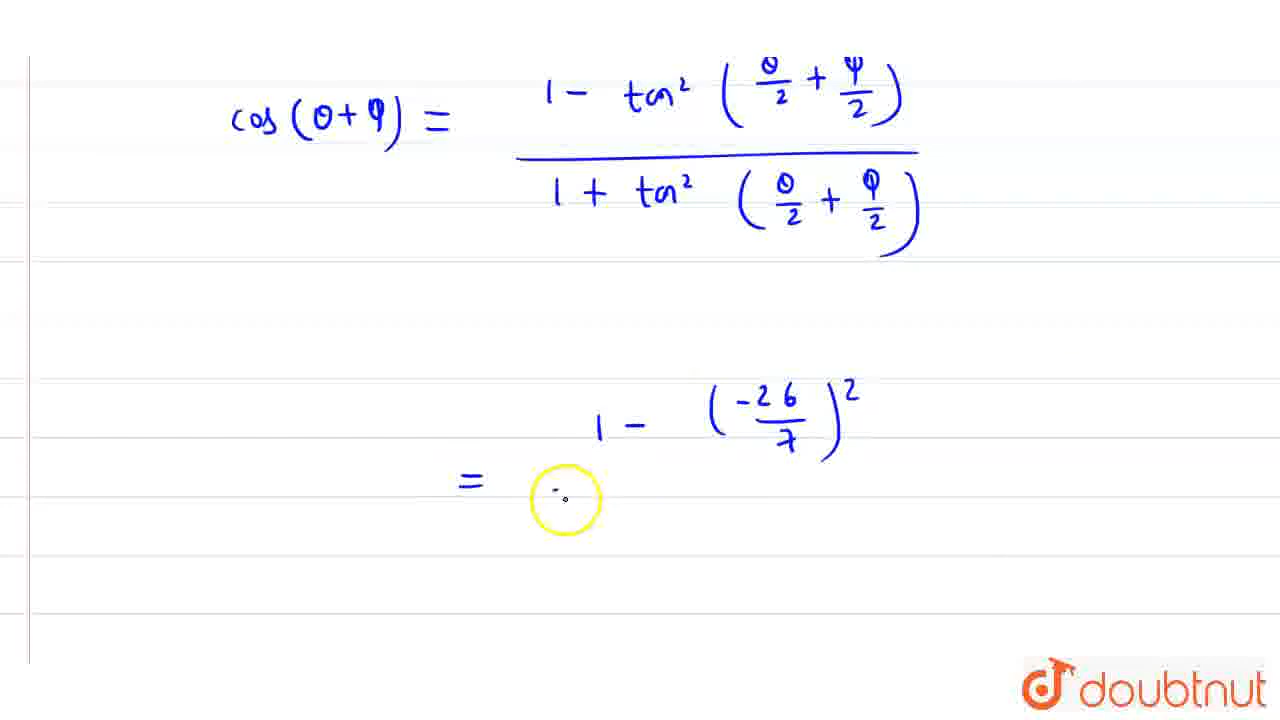 cos (θ+φ) = 1 - tan² (θ/2 + φ/2)
1 + tan² (θ/2 + φ/2)
= 1 - (-26/7)²
doubtnut